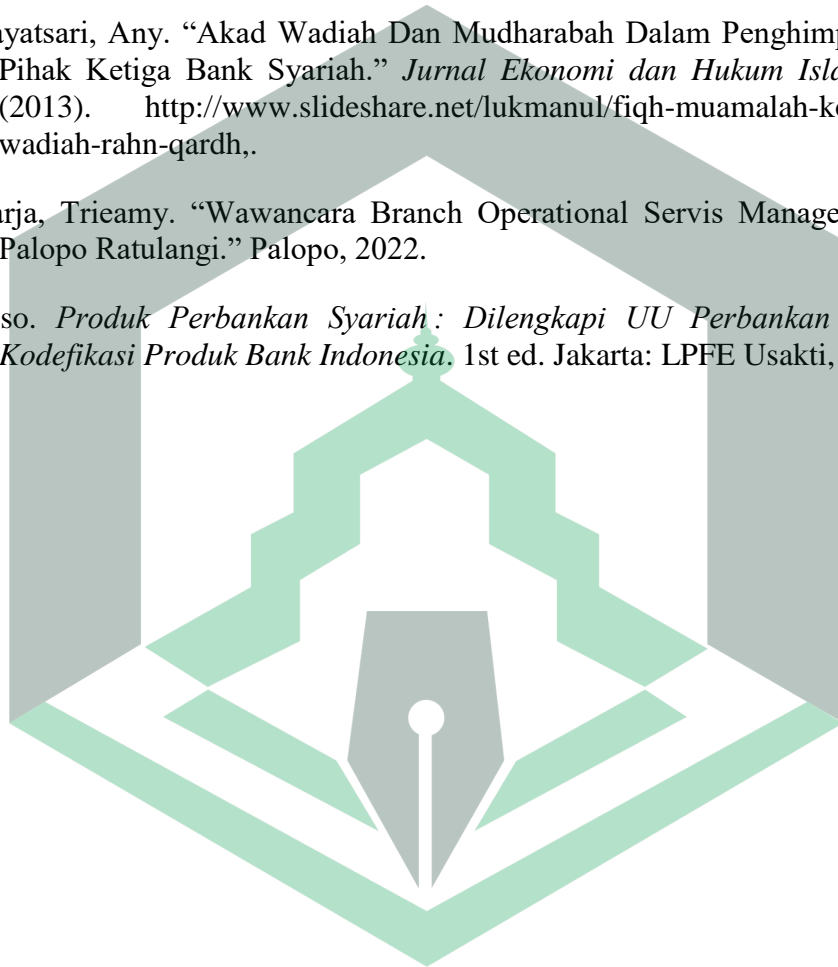 yatsari, Any. “Akad Wadiah Dan Mudharabah Dalam Penghimp
Pihak Ketiga Bank Syariah.” Jurnal Ekonomi dan Hukum Isla
(2013). http://www.slideshare.net/lukmanul/fiqh-muamalah-k
wadiah-rahn-qardh,.
arja, Trieamy. “Wawancara Branch Operational Servis Manage
Palopo Ratulangi.” Palopo, 2022.
so. Produk Perbankan Syariah : Dilengkapi UU Perbankan
Kodefikasi Produk Bank Indonesia. 1st ed. Jakarta: LPFE Usakti,